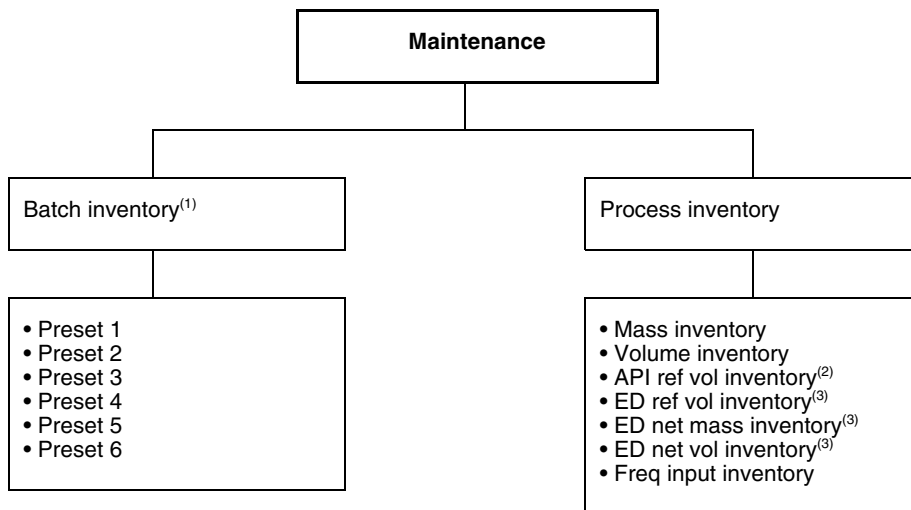 Maintenance
Batch inventory(1)
Process inventory
• Preset 1
• Preset 2
• Preset 3
• Preset 4
• Preset 5
• Preset 6
• Mass inventory
• Volume inventory
• API ref vol inventory(2)
• ED ref vol inventory(3)
• ED net mass inventory(3)
• ED net vol inventory(3)
• Freq input inventory